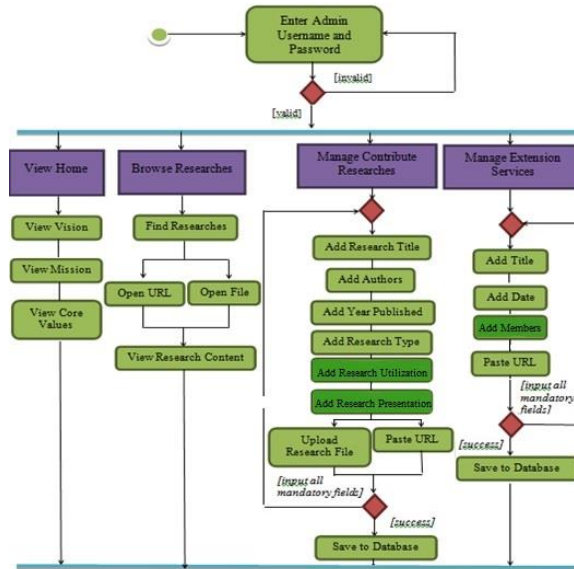 Enter Admin
Username and
Password
[invalid]
[valid]
View Home
View Vision
View Mission
View Core
Values
Browse Researches
Find Researches
Open URL
Open File
View Research Content
Manage Contribute
Researches
Add Research Title
Add Authors
Add Year Published
Add Research Type
Add Research Utilization
Add Research Presentation
Upload
Research File
Paste URL
[input all
mandatory fields]
[success]
Save to Database
Manage Extension
Services
Add Title
Add Date
Add Members
Paste URL
[input all
mandatory
fields]
[success]
Save to Database